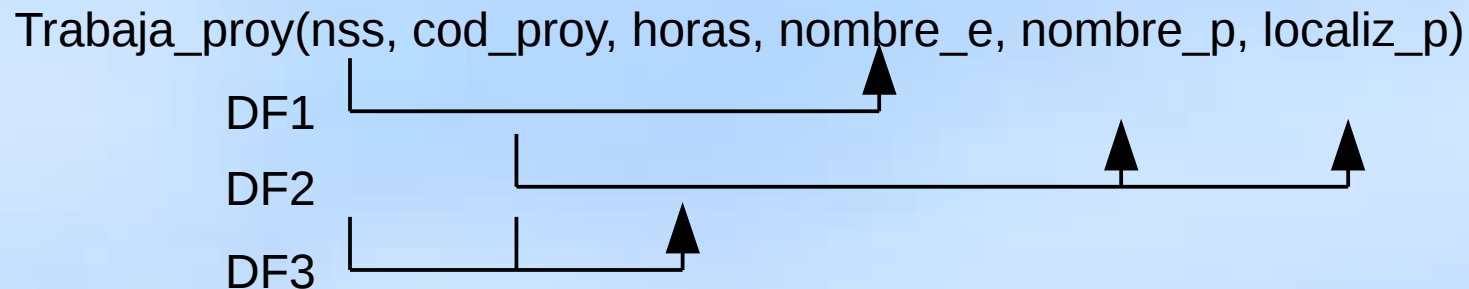 Trabaja_proy(nss, cod_proy, horas, nombre_e, nombre_p, localiz_p)
DF1
DF2
DF3